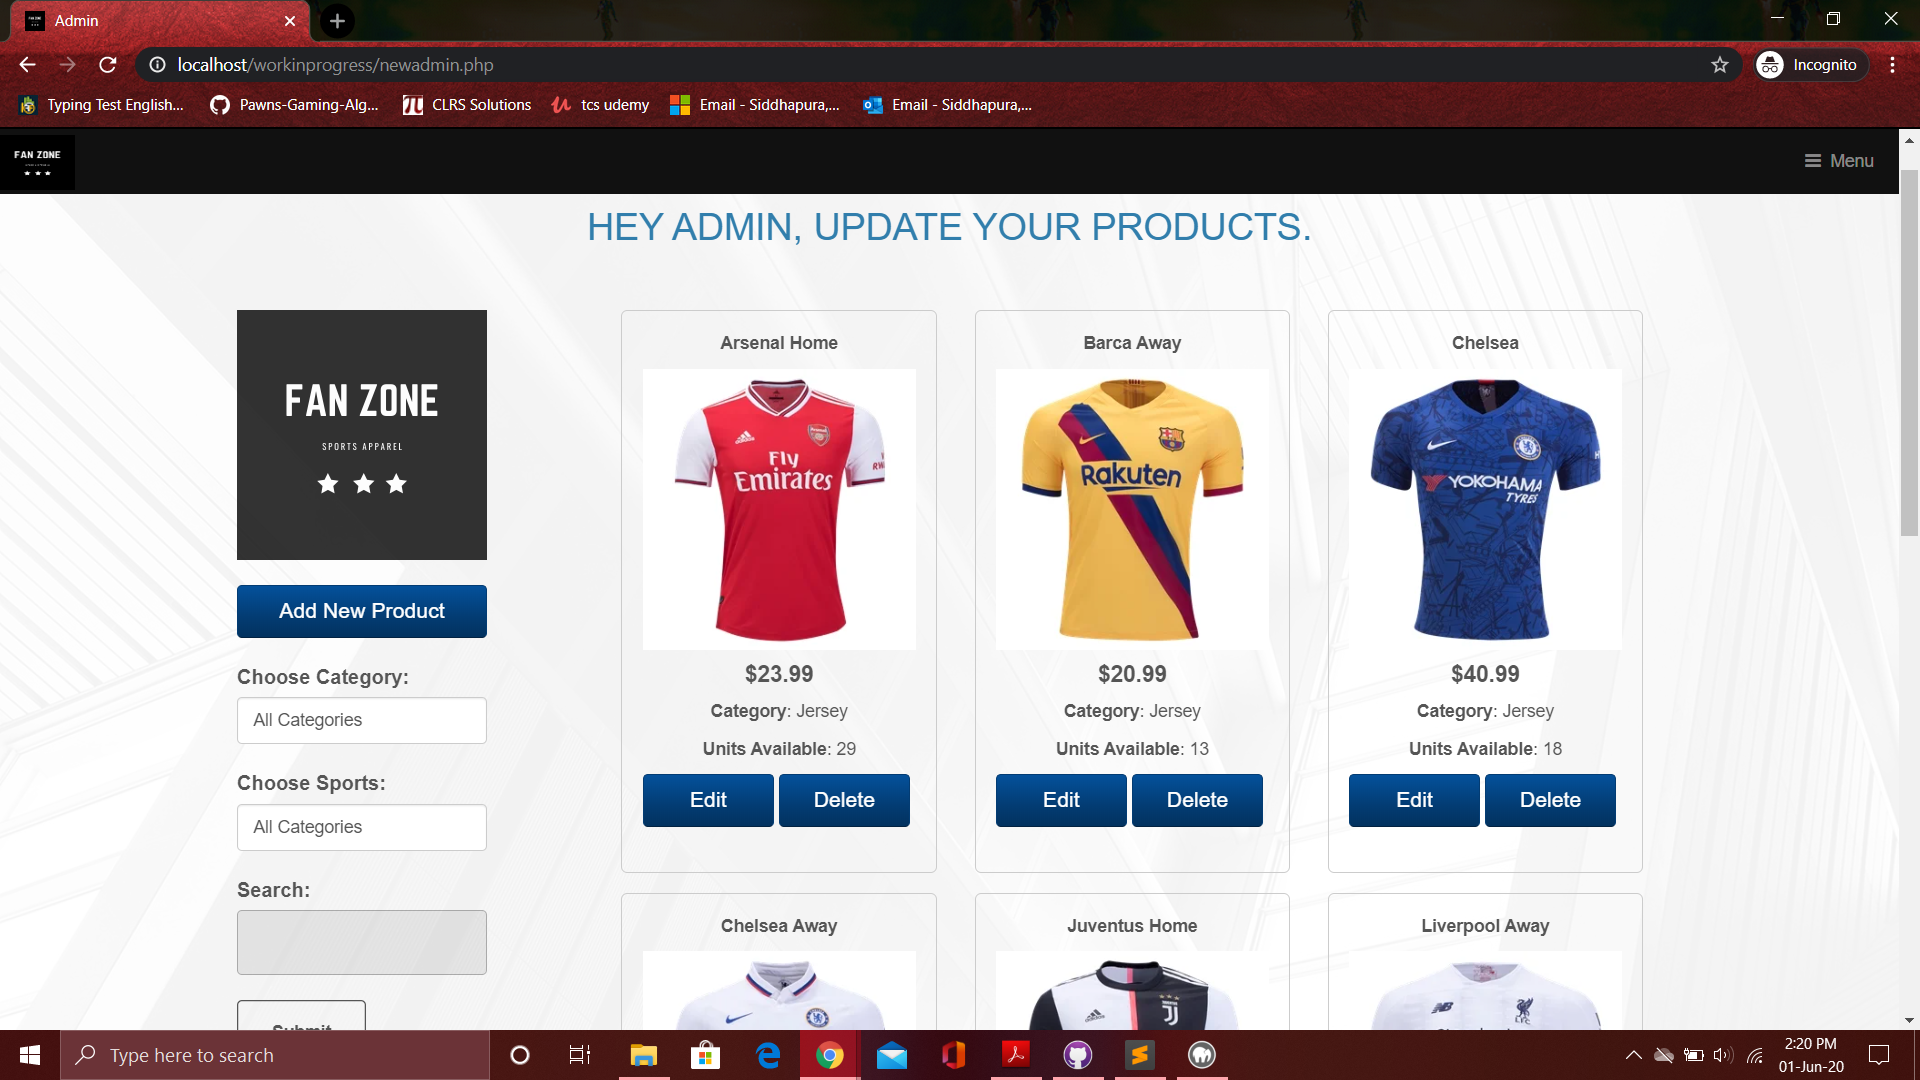 Admin
localhost/workinprogress/newadmin.php
Incognito
Typing Test English...
Pawns-Gaming-Alg...
CLRS Solutions
tcs udemy
Email - Siddhapura,...
Email - Siddhapura,...
FAN ZONE
Menu
HEY ADMIN, UPDATE YOUR PRODUCTS.
FAN ZONE
SPORTS APPAREL
Add New Product
Choose Category:
All Categories
Choose Sports:
All Categories
Search:
Submit
Arsenal Home
Fly
Emirates
$23.99
Category: Jersey
Units Available: 29
Edit Delete
Barca Away
Rakuten
$20.99
Category: Jersey
Units Available: 13
Edit Delete
Chelsea
YOKOHAMA
TYRES
$40.99
Category: Jersey
Units Available: 18
Edit Delete
Chelsea Away
Juventus Home
Liverpool Away
Type here to search
2:20 PM
01-Jun-20